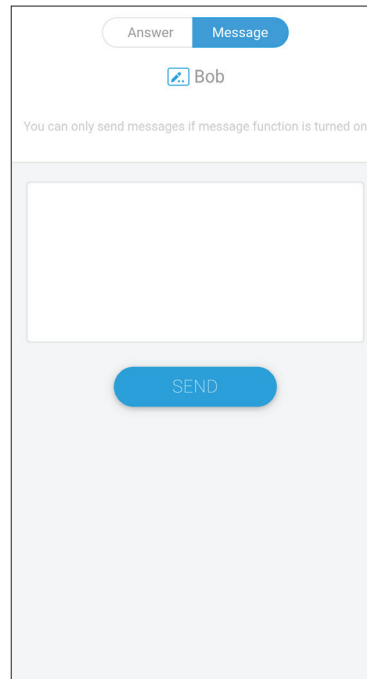 Answer Message
Bob
You can only send messages if message function is turned on
SEND